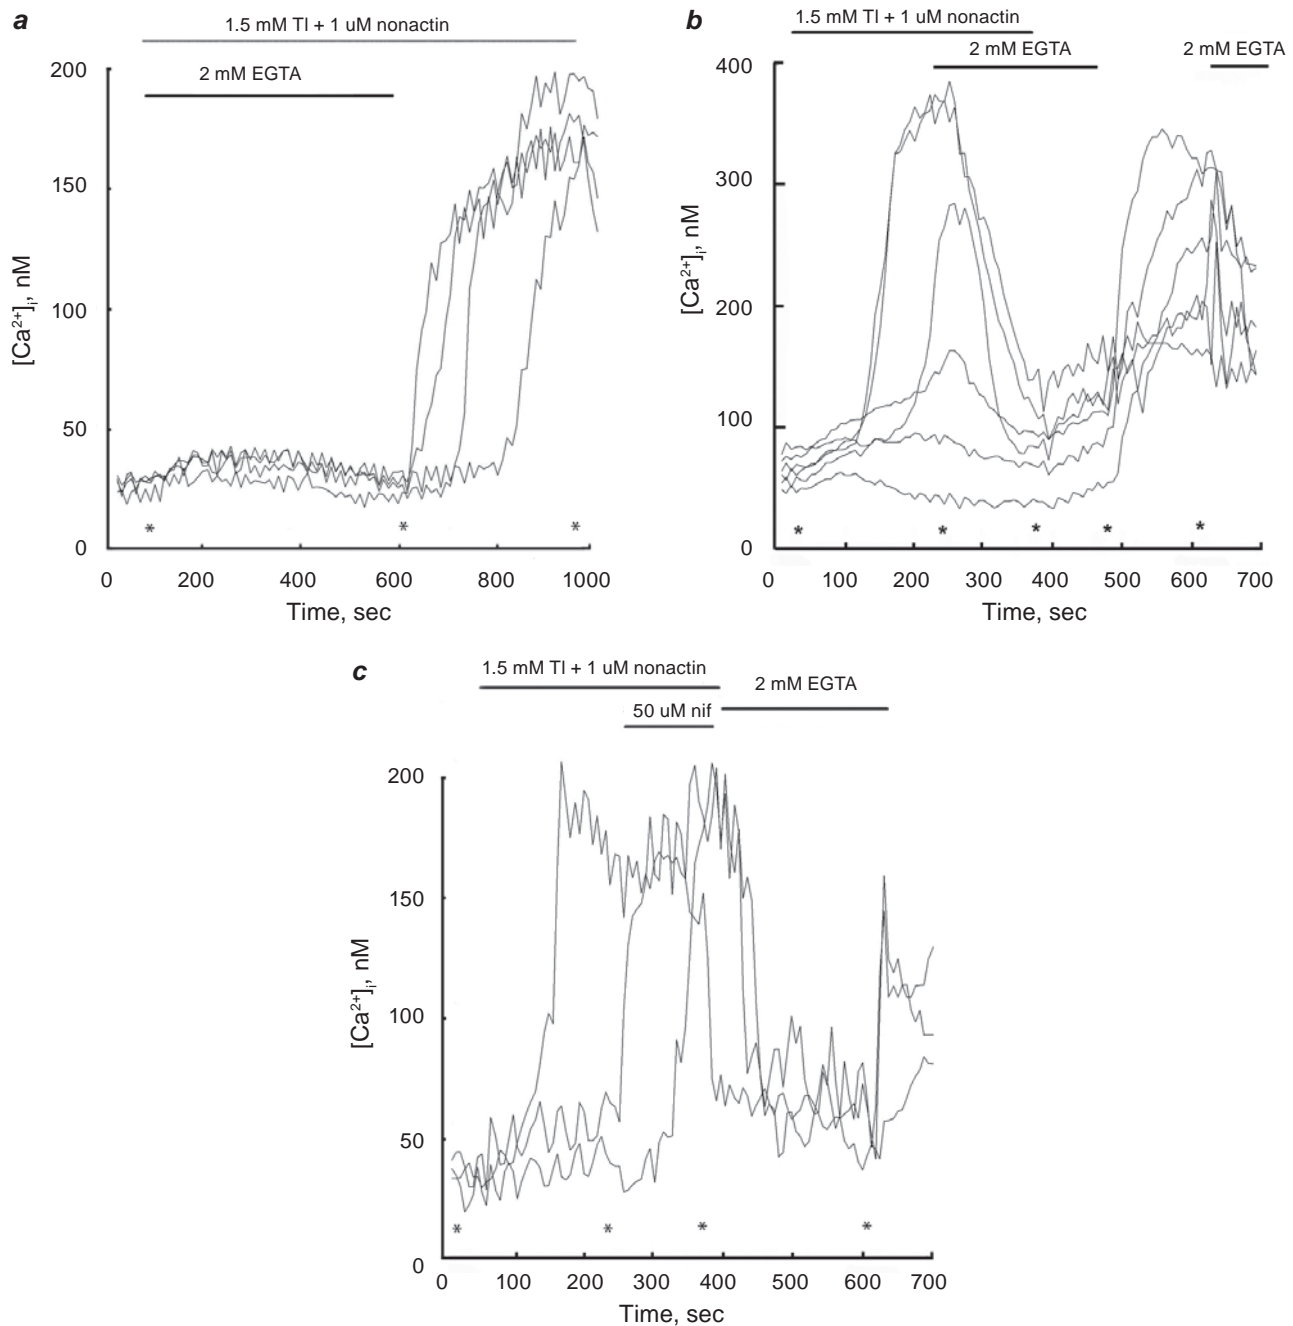 a
1.5 mM Tl + 1 uM nonactin
2 mM EGTA
200
150
100
50
0
[Ca²⁺]ᵢ, nM
* * *
0 200 400 600 800 1000
Time, sec
b
1.5 mM Tl + 1 uM nonactin
2 mM EGTA 2 mM EGTA
400
300
200
100
0
[Ca²⁺]ᵢ, nM
* * * * *
0 100 200 300 400 500 600 700
Time, sec
c
1.5 mM Tl + 1 uM nonactin
2 mM EGTA
50 uM nif
200
150
100
50
0
[Ca²⁺]ᵢ, nM
* * * *
0 100 200 300 400 500 600 700
Time, sec